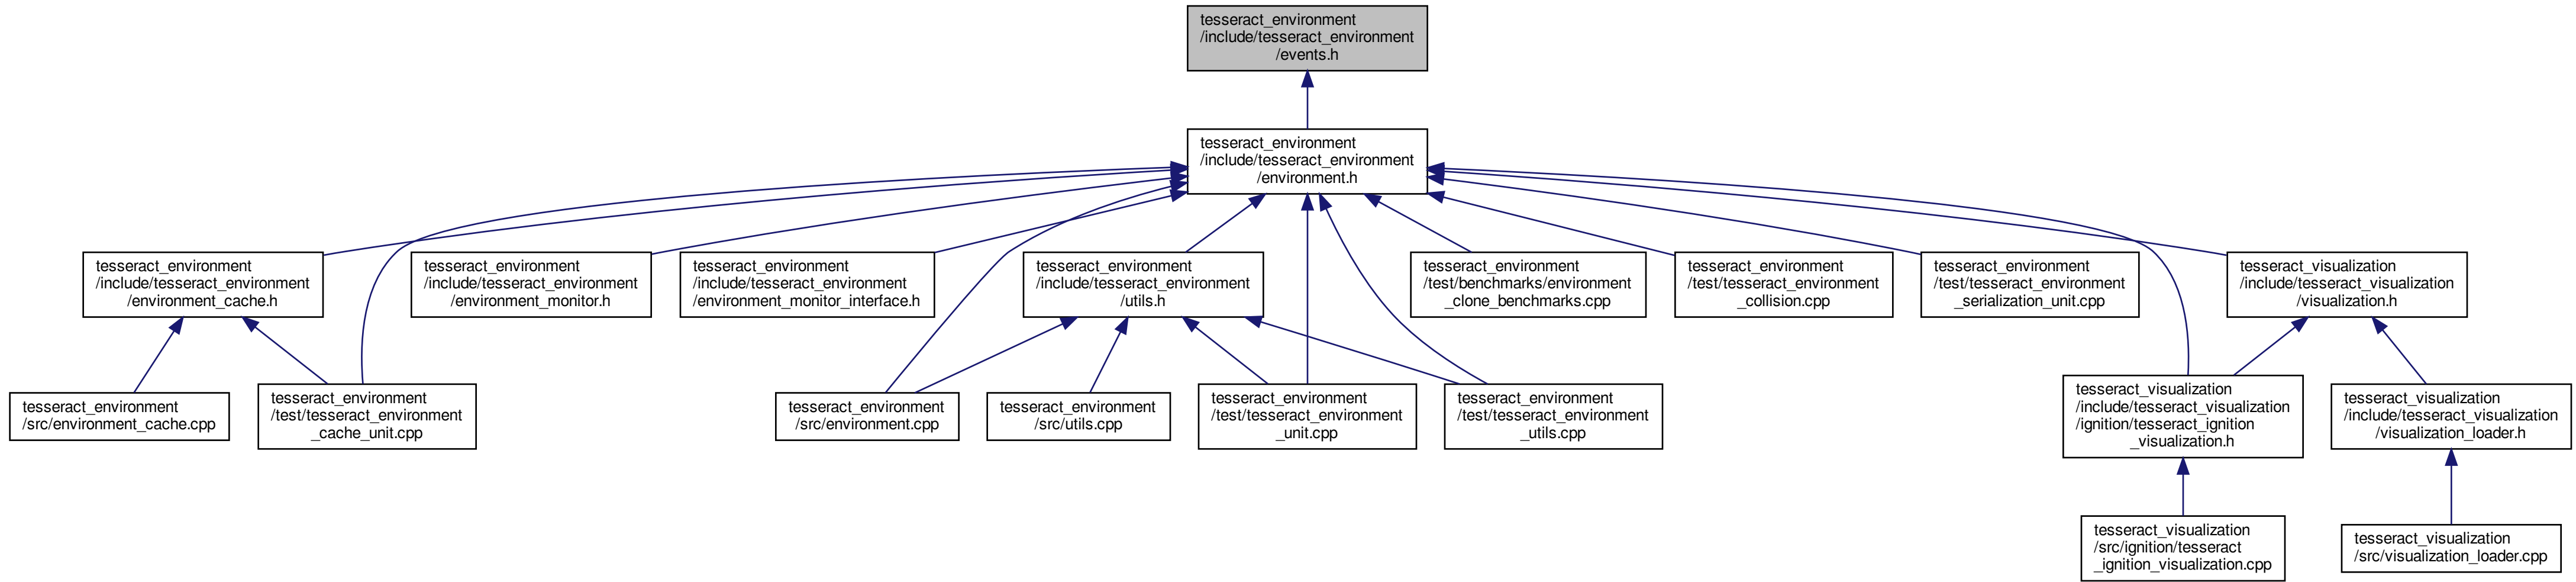 tesseract_environment
/include/tesseract_environment
/events.h
tesseract_environment
/include/tesseract_environment
/environment.h
tesseract_environment
/include/tesseract_environment
/environment_cache.h
tesseract_environment
/include/tesseract_environment
/environment_monitor.h
tesseract_environment
/include/tesseract_environment
/environment_monitor_interface.h
tesseract_environment
/include/tesseract_environment
/utils.h
tesseract_environment
/test/benchmarks/environment
_clone_benchmarks.cpp
tesseract_environment
/test/tesseract_environment
_collision.cpp
tesseract_environment
/test/tesseract_environment
_serialization_unit.cpp
tesseract_visualization
/include/tesseract_visualization
/visualization.h
tesseract_environment
/src/environment_cache.cpp
tesseract_environment
/test/tesseract_environment
_cache_unit.cpp
tesseract_environment
/src/environment.cpp
tesseract_environment
/src/utils.cpp
tesseract_environment
/test/tesseract_environment
_unit.cpp
tesseract_environment
/test/tesseract_environment
_utils.cpp
tesseract_visualization
/include/tesseract_visualization
/ignition/tesseract_ignition
_visualization.h
tesseract_visualization
/include/tesseract_visualization
/visualization_loader.h
tesseract_visualization
/src/ignition/tesseract
_ignition_visualization.cpp
tesseract_visualization
/src/visualization_loader.cpp